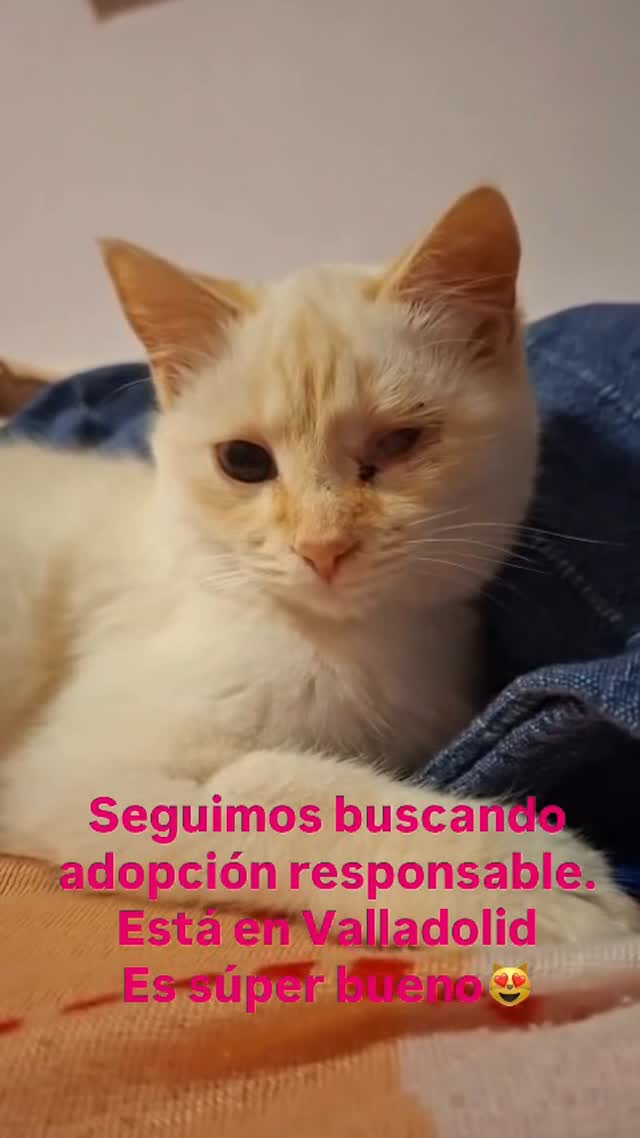 Seguimos buscando
adopción responsable.
Está en Valladolid
Es súper bueno😻